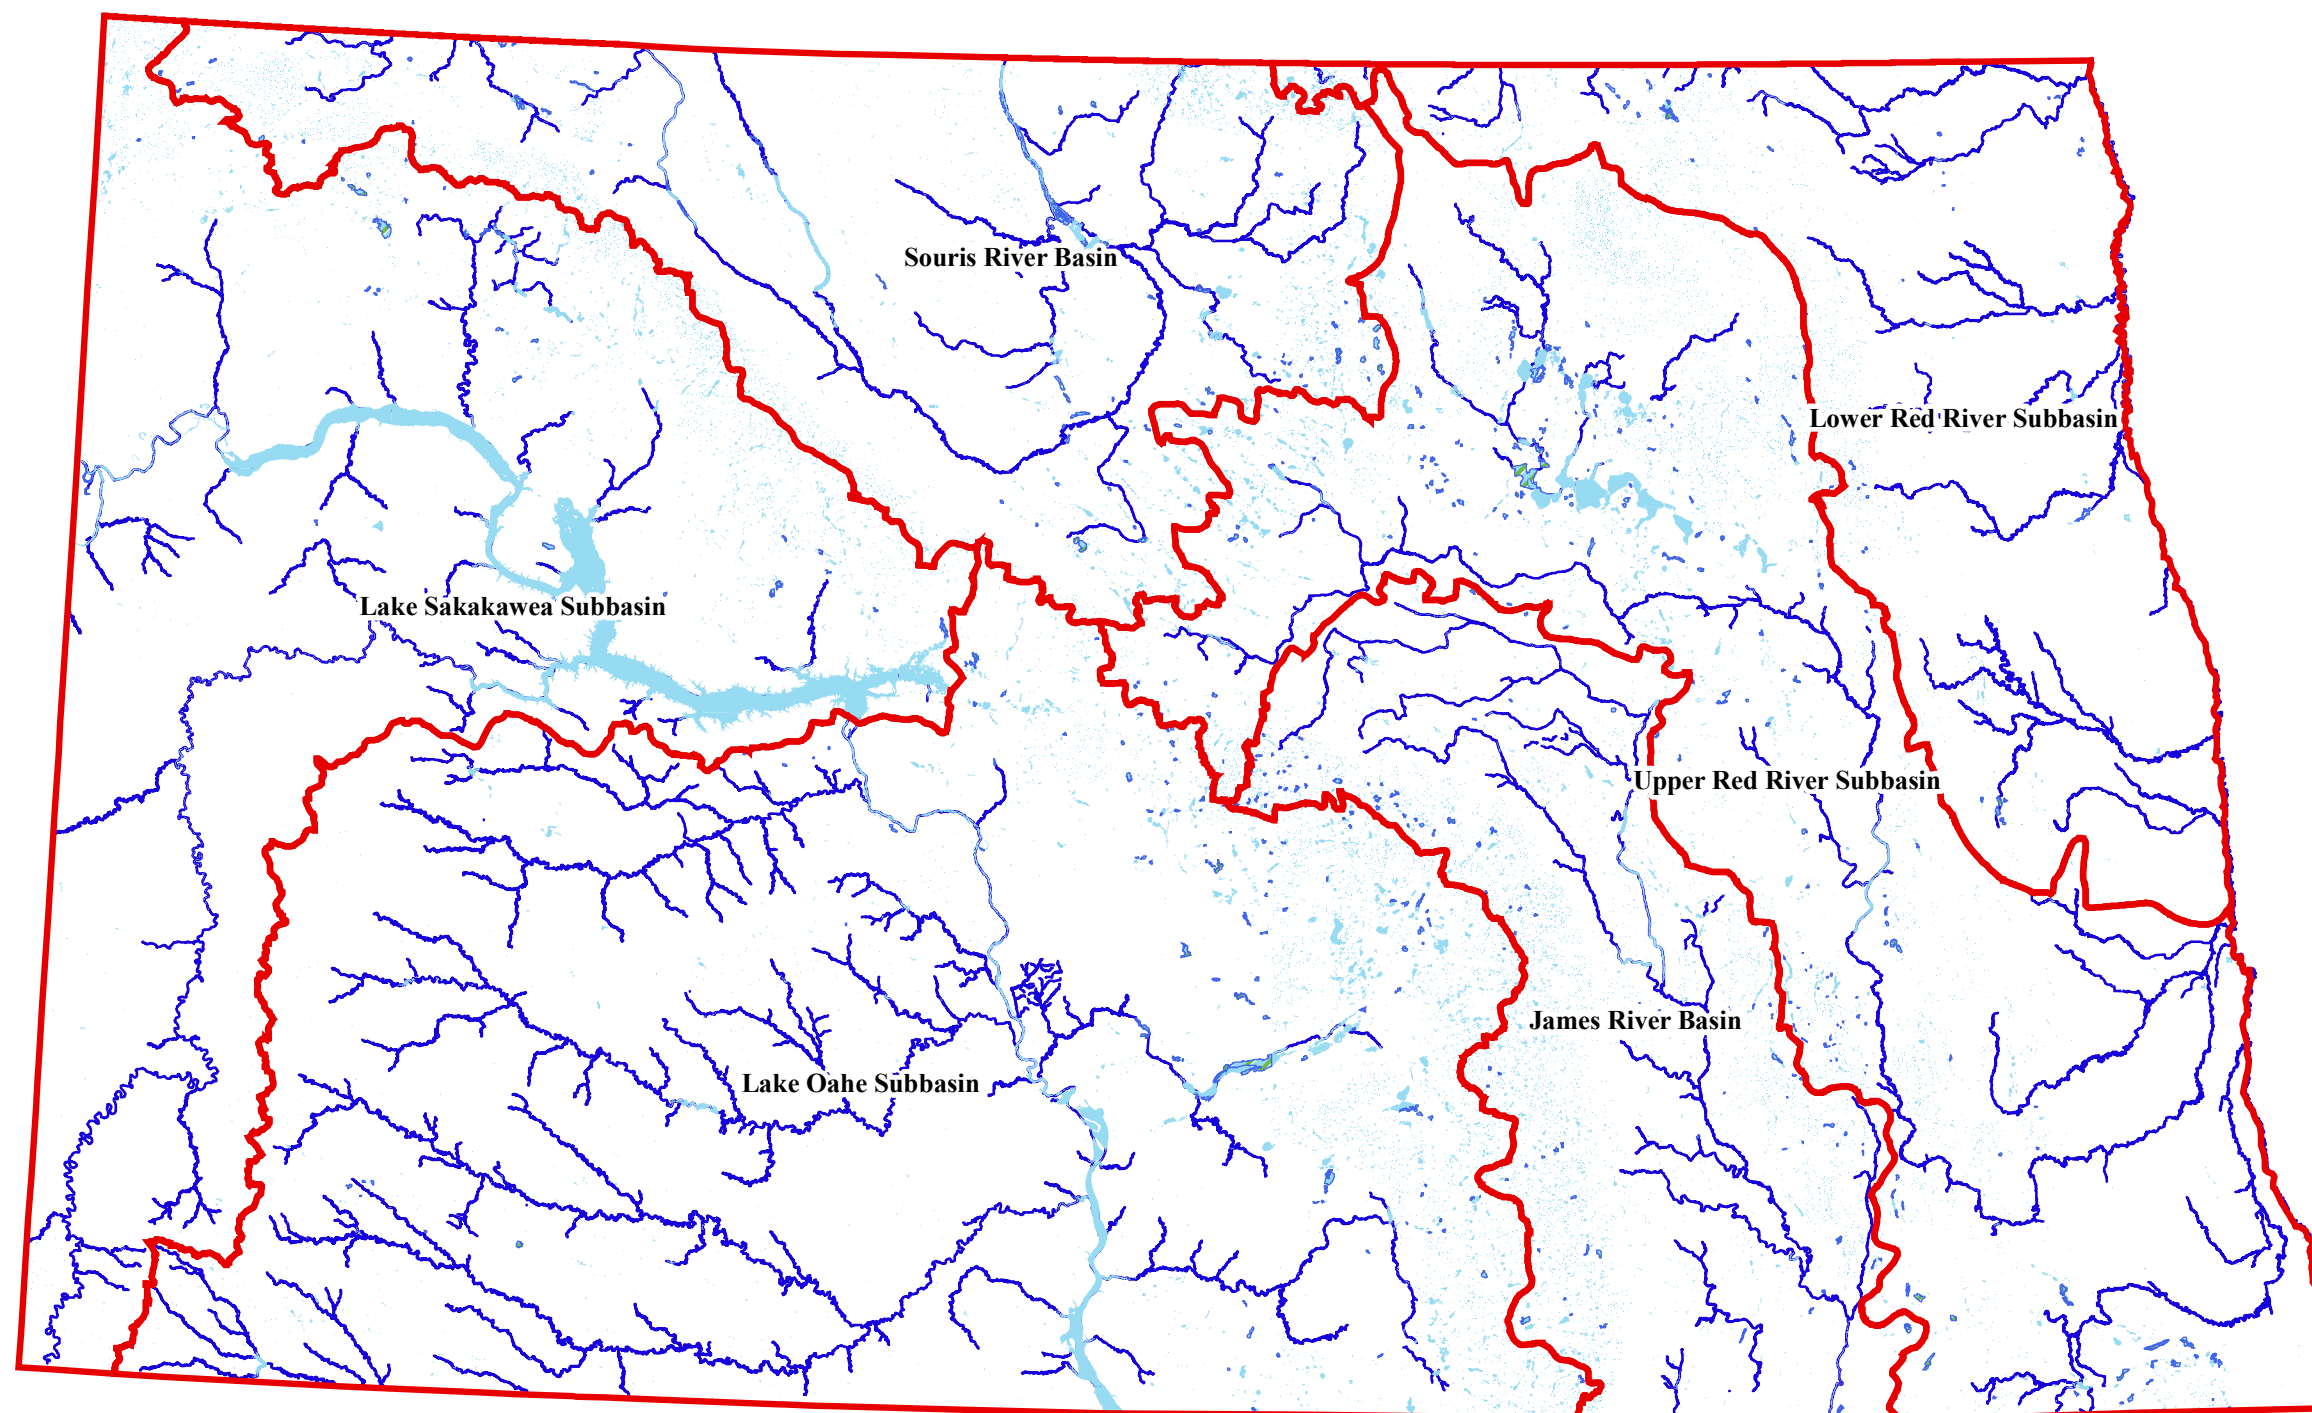 Souris River Basin
Lower Red River Subbasin
Lake Sakakawea Subbasin
Upper Red River Subbasin
James River Basin
Lake Oahe Subbasin